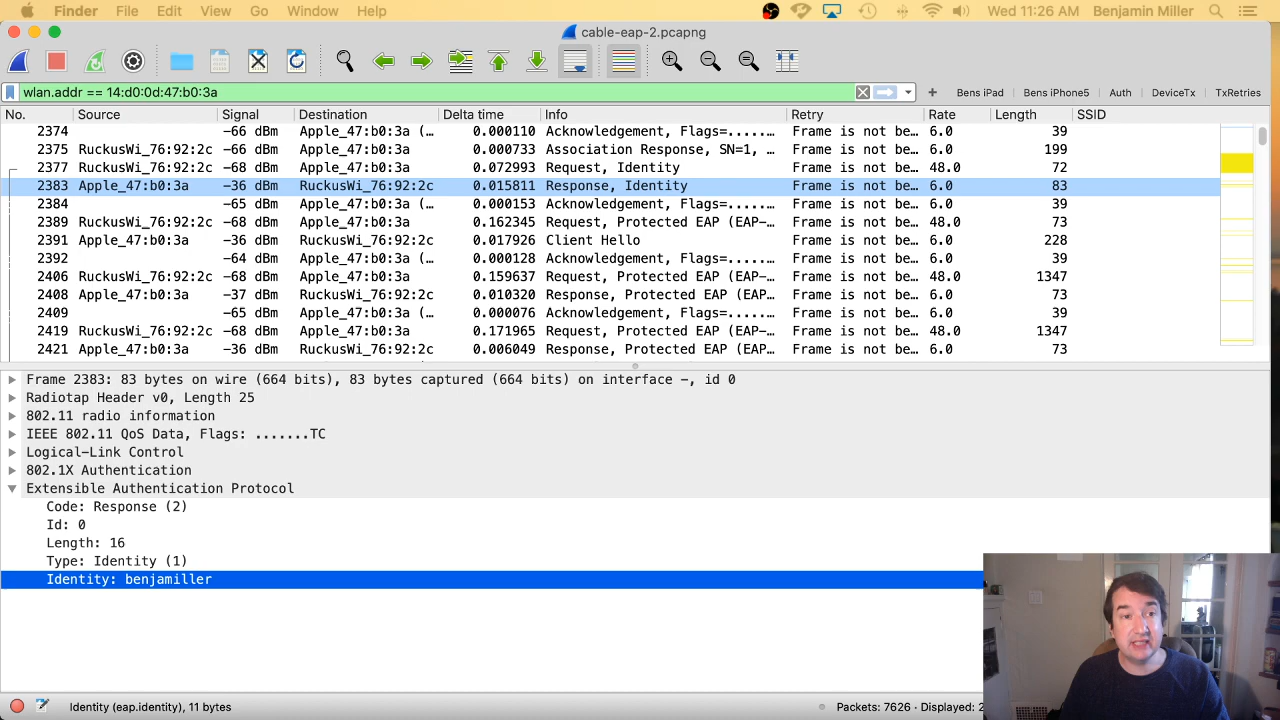 Finder File Edit View Go Window Help Wed 11:26 AM Benjamin Miller
cable-eap-2.pcapng
wlan.addr == 14:d0:0d:47:b0:3a + Bens iPad Bens iPhone5 Auth DeviceTx TxRetries
No. Source Signal Destination Delta time Info Retry Rate Length SSID
2374 -66 dBm Apple_47:b0:3a (… 0.000110 Acknowledgement, Flags=.....… Frame is not be… 6.0 39
2375 RuckusWi_76:92:2c -66 dBm Apple_47:b0:3a 0.000733 Association Response, SN=1, … Frame is not be… 6.0 199
2377 RuckusWi_76:92:2c -68 dBm Apple_47:b0:3a 0.072993 Request, Identity Frame is not be… 48.0 72
2383 Apple_47:b0:3a -36 dBm RuckusWi_76:92:2c 0.015811 Response, Identity Frame is not be… 6.0 83
2384 -65 dBm Apple_47:b0:3a (… 0.000153 Acknowledgement, Flags=.....… Frame is not be… 6.0 39
2389 RuckusWi_76:92:2c -68 dBm Apple_47:b0:3a 0.162345 Request, Protected EAP (EAP-… Frame is not be… 48.0 73
2391 Apple_47:b0:3a -36 dBm RuckusWi_76:92:2c 0.017926 Client Hello Frame is not be… 6.0 228
2392 -64 dBm Apple_47:b0:3a (… 0.000128 Acknowledgement, Flags=.....… Frame is not be… 6.0 39
2406 RuckusWi_76:92:2c -68 dBm Apple_47:b0:3a 0.159637 Request, Protected EAP (EAP-… Frame is not be… 48.0 1347
2408 Apple_47:b0:3a -37 dBm RuckusWi_76:92:2c 0.010320 Response, Protected EAP (EAP… Frame is not be… 6.0 73
2409 -65 dBm Apple_47:b0:3a (… 0.000076 Acknowledgement, Flags=.....… Frame is not be… 6.0 39
2419 RuckusWi_76:92:2c -68 dBm Apple_47:b0:3a 0.171965 Request, Protected EAP (EAP-… Frame is not be… 48.0 1347
2421 Apple_47:b0:3a -36 dBm RuckusWi_76:92:2c 0.006049 Response, Protected EAP (EAP… Frame is not be… 6.0 73
Frame 2383: 83 bytes on wire (664 bits), 83 bytes captured (664 bits) on interface -, id 0
Radiotap Header v0, Length 25
802.11 radio information
IEEE 802.11 QoS Data, Flags: .......TC
Logical-Link Control
802.1X Authentication
Extensible Authentication Protocol
Code: Response (2)
Id: 0
Length: 16
Type: Identity (1)
Identity: benjamiller
Identity (eap.identity), 11 bytes Packets: 7626 · Displayed: